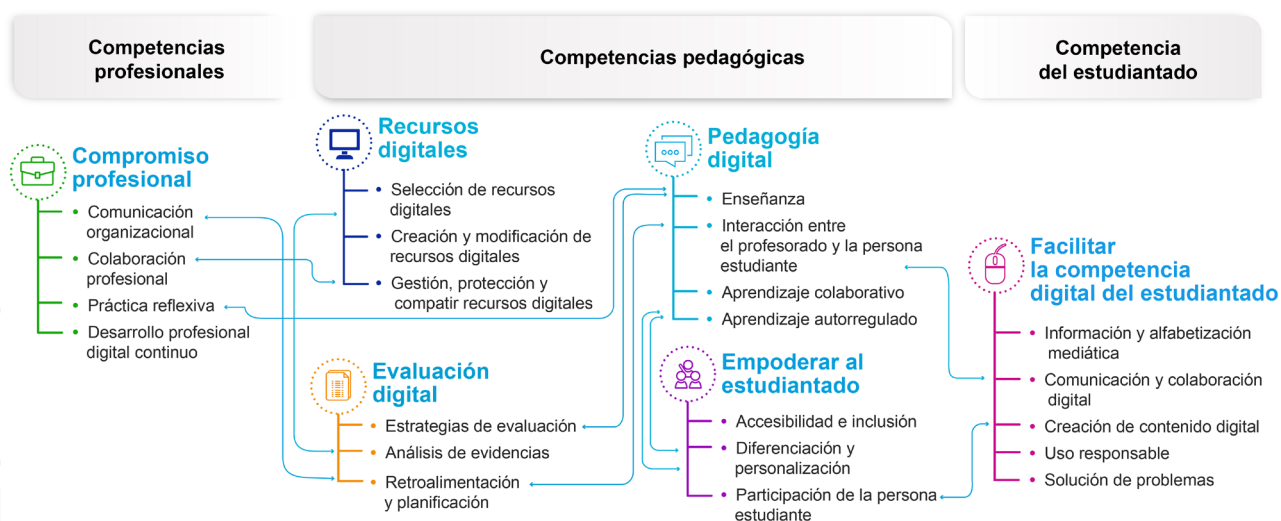 Competencias
profesionales
Competencias pedagógicas
Competencia
del estudiantado
Compromiso
profesional
• Comunicación
organizacional
• Colaboración
profesional
• Práctica reflexiva
• Desarrollo profesional
digital continuo
Recursos
digitales
• Selección de recursos
digitales
• Creación y modificación de
recursos digitales
• Gestión, protección y
compatir recursos digitales
Evaluación
digital
• Estrategias de evaluación
• Análisis de evidencias
• Retroalimentación
y planificación
Pedagogía
digital
• Enseñanza
• Interacción entre
el profesorado y la persona
estudiante
• Aprendizaje colaborativo
• Aprendizaje autorregulado
Empoderar al
estudiantado
• Accesibilidad e inclusión
• Diferenciación y
personalización
• Participación de la persona
estudiante
Facilitar
la competencia
digital del estudiantado
• Información y alfabetización
mediática
• Comunicación y colaboración
digital
• Creación de contenido digital
• Uso responsable
• Solución de problemas